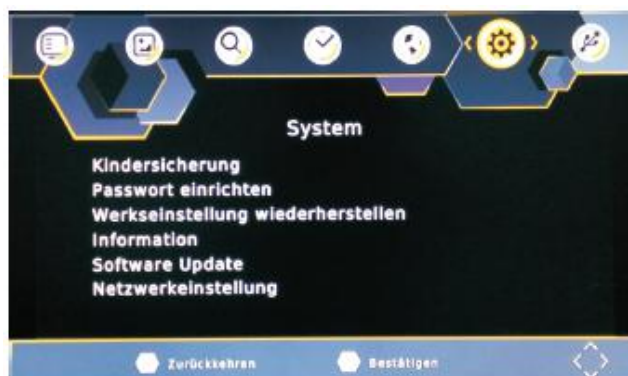 System
Kindersicherung
Passwort einrichten
Werkseinstellung wiederherstellen
Information
Software Update
Netzwerkeinstellung
Zurückkehren
Bestätigen